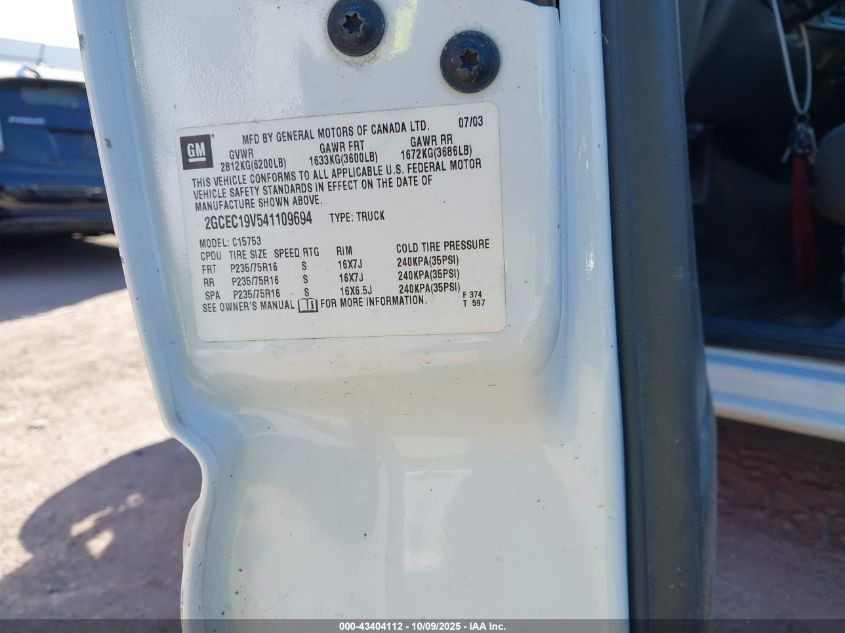 MFD BY GENERAL MOTORS OF CANADA LTD. 07/03
GM
GVWR GAWR FRT GAWR RR
2812KG(6200LB) 1633KG(3600LB) 1672KG(3686LB)
THIS VEHICLE CONFORMS TO ALL APPLICABLE U.S. FEDERAL MOTOR
VEHICLE SAFETY STANDARDS IN EFFECT ON THE DATE OF
MANUFACTURE SHOWN ABOVE.
2GCEC19V541109694 TYPE: TRUCK
MODEL: C15753
CPDU TIRE SIZE SPEED RTG RIM COLD TIRE PRESSURE
FRT P235/75R16 S 16X7J 240KPA(35PSI)
RR P235/75R16 S 16X7J 240KPA(35PSI)
SPA P235/75R16 S 16X6.5J 240KPA(35PSI)
SEE OWNER'S MANUAL FOR MORE INFORMATION.
F 374
T 597
000-43404112 - 10/09/2025 - IAA Inc.